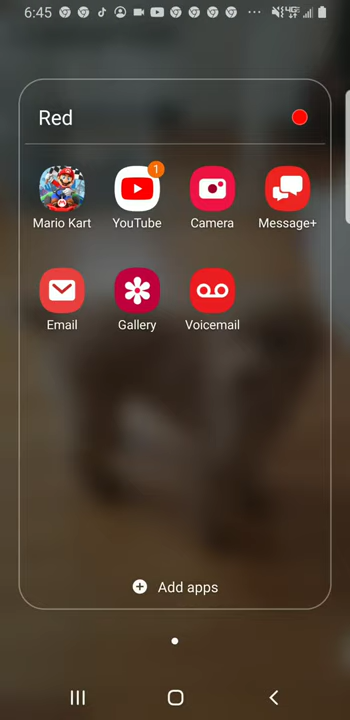 6:45
Red
1
Mario Kart YouTube Camera Message+
Email Gallery Voicemail
Add apps